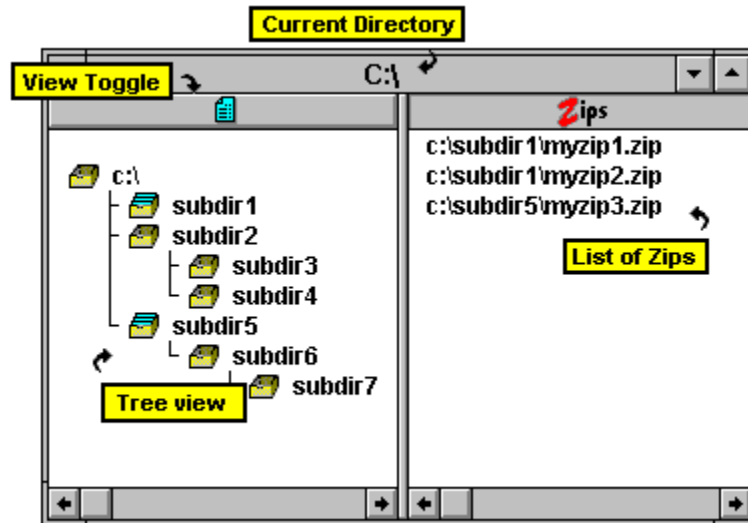 Current Directory
C:\
View Toggle
Zips
c:\
subdir1
subdir2
subdir3
subdir4
subdir5
subdir6
subdir7
Tree view
c:\subdir1\myzip1.zip
c:\subdir1\myzip2.zip
c:\subdir5\myzip3.zip
List of Zips